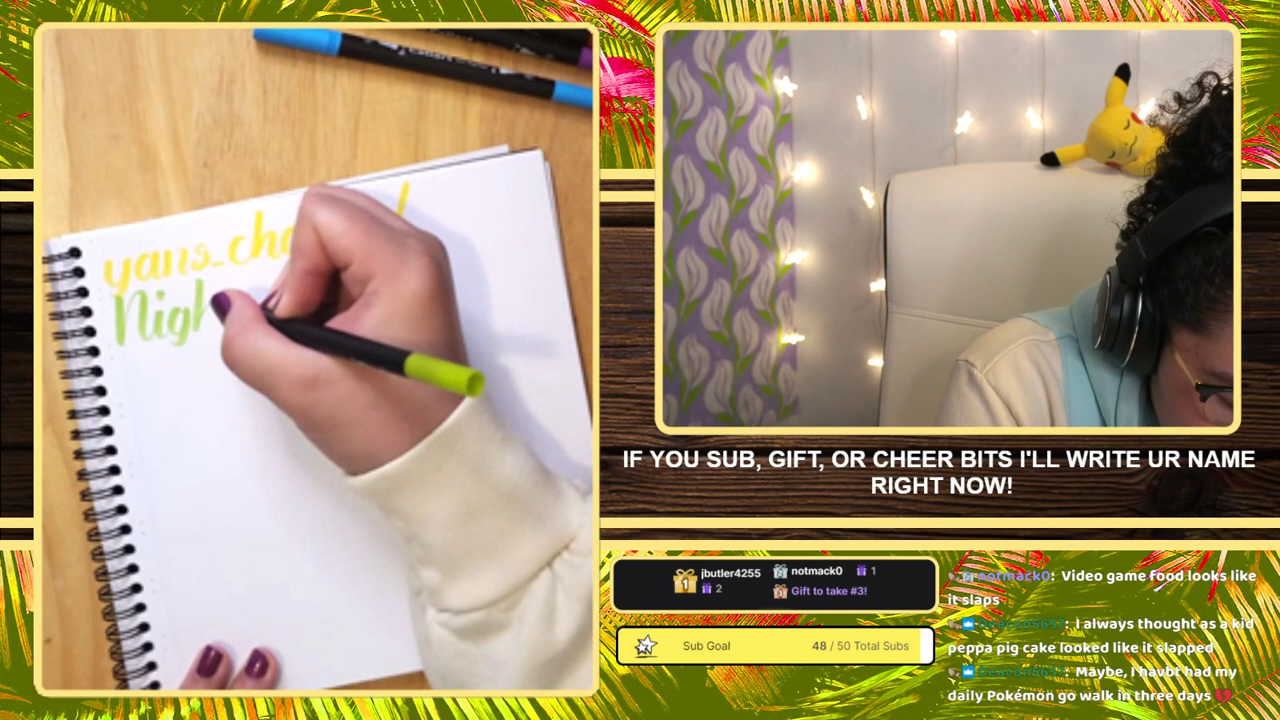 yans_cha
Nigh
IF YOU SUB, GIFT, OR CHEER BITS I'LL WRITE UR NAME
RIGHT NOW!
1 jbutler4255
2
2 notmack0 1
3 Gift to take #3!
Sub Goal 48 / 50 Total Subs
notmack0: Video game food looks like
it slaps
: I always thought as a kid
peppa pig cake looked like it slapped
: Maybe, I havbt had my
daily Pokémon go walk in three days